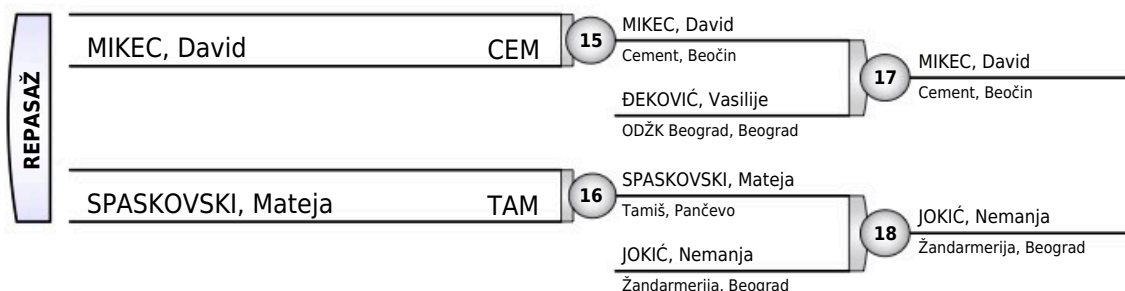 REPASAŽ
MIKEC, David CEM
15
MIKEC, David
Cement, Beočin
ĐEKOVIĆ, Vasilije
ODŽK Beograd, Beograd
17
MIKEC, David
Cement, Beočin
SPASKOVSKI, Mateja TAM
16
SPASKOVSKI, Mateja
Tamiš, Pančevo
JOKIĆ, Nemanja
Žandarmerija, Beograd
18
JOKIĆ, Nemanja
Žandarmerija, Beograd